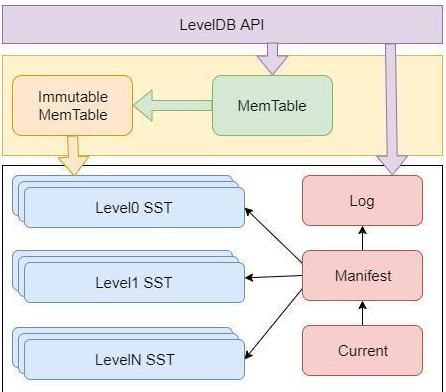 LevelDB API
Immutable
MemTable
MemTable
Level0 SST
Log
Level1 SST
Manifest
LevelN SST
Current